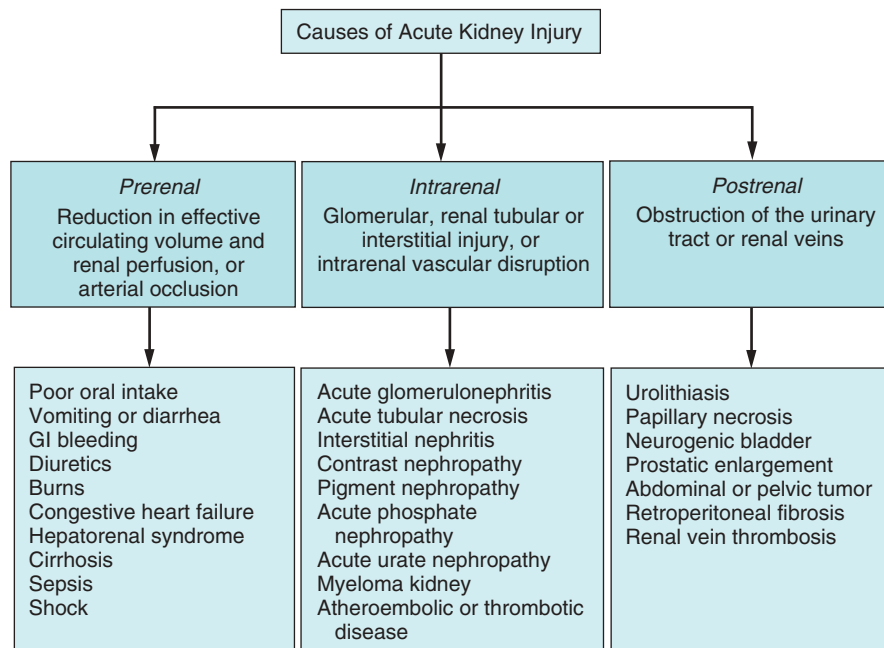 Causes of Acute Kidney Injury
Prerenal
Reduction in effective
circulating volume and
renal perfusion, or
arterial occlusion
Intrarenal
Glomerular, renal tubular or
interstitial injury, or
intrarenal vascular disruption
Postrenal
Obstruction of the urinary
tract or renal veins
Poor oral intake
Vomiting or diarrhea
GI bleeding
Diuretics
Burns
Congestive heart failure
Hepatorenal syndrome
Cirrhosis
Sepsis
Shock
Acute glomerulonephritis
Acute tubular necrosis
Interstitial nephritis
Contrast nephropathy
Pigment nephropathy
Acute phosphate
nephropathy
Acute urate nephropathy
Myeloma kidney
Atheroembolic or thrombotic
disease
Urolithiasis
Papillary necrosis
Neurogenic bladder
Prostatic enlargement
Abdominal or pelvic tumor
Retroperitoneal fibrosis
Renal vein thrombosis